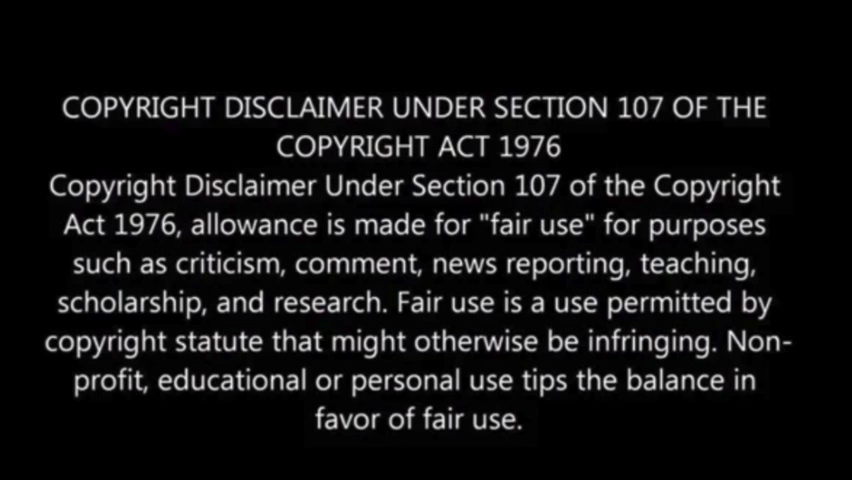 COPYRIGHT DISCLAIMER UNDER SECTION 107 OF THE
COPYRIGHT ACT 1976
Copyright Disclaimer Under Section 107 of the Copyright
Act 1976, allowance is made for "fair use" for purposes
such as criticism, comment, news reporting, teaching,
scholarship, and research. Fair use is a use permitted by
copyright statute that might otherwise be infringing. Non-
profit, educational or personal use tips the balance in
favor of fair use.